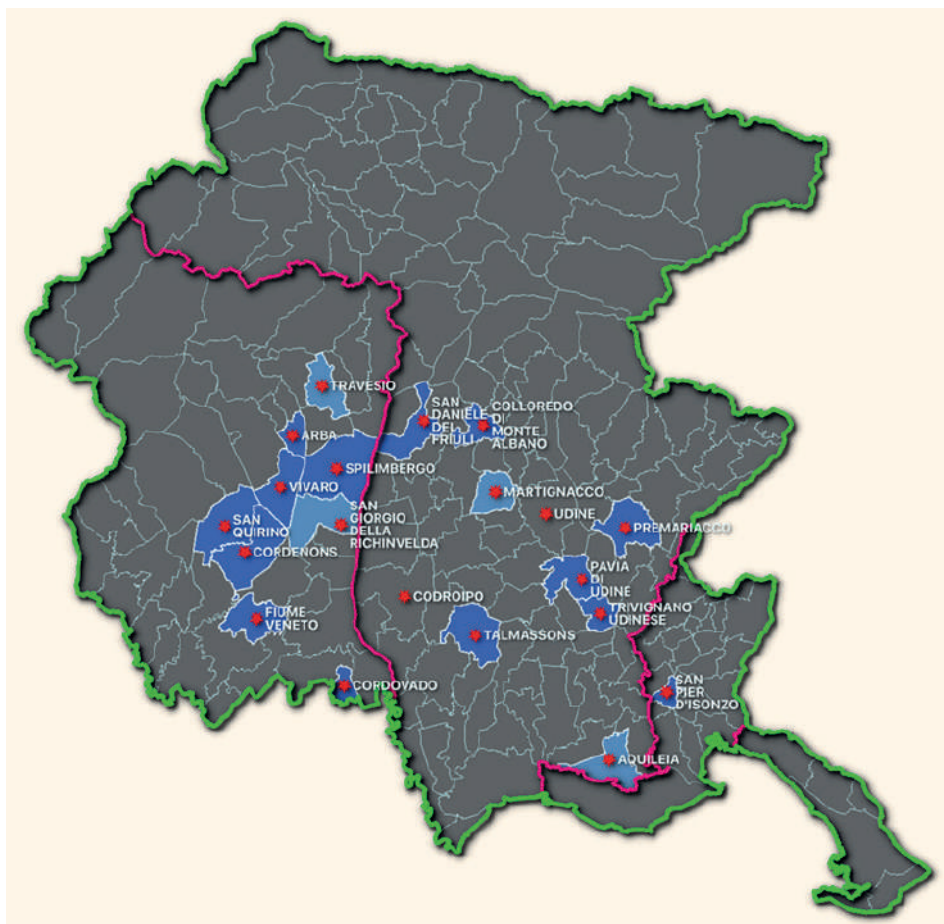 TRAVESIO
SAN
DANIELE
DEL
FRIULI
COLLOREDO
DI
MONTE
ALBANO
ARBA
SPILIMBERGO
VIVARO
MARTIGNACCO
SAN
GIORGIO
DELLA
RICHINVELDA
UDINE
SAN
QUIRINO
PREMARIACCO
CORDENONS
PAVIA
DI
UDINE
CODROIPO
FIUME
VENETO
TRIVIGNANO
UDINESE
TALMASSONS
CORDOVADO
SAN
PIER
D'ISONZO
AQUILEIA